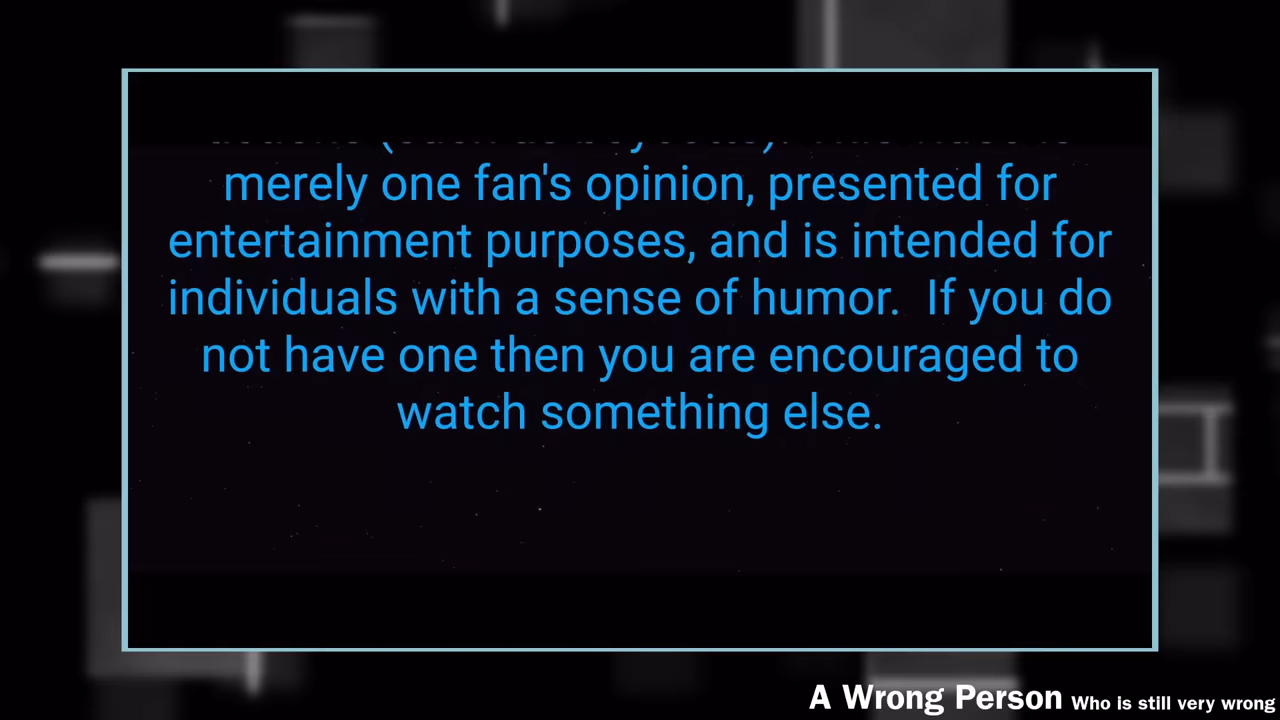 merely one fan's opinion, presented for
entertainment purposes, and is intended for
individuals with a sense of humor.  If you do
not have one then you are encouraged to
watch something else.
A Wrong Person Who is still very wrong